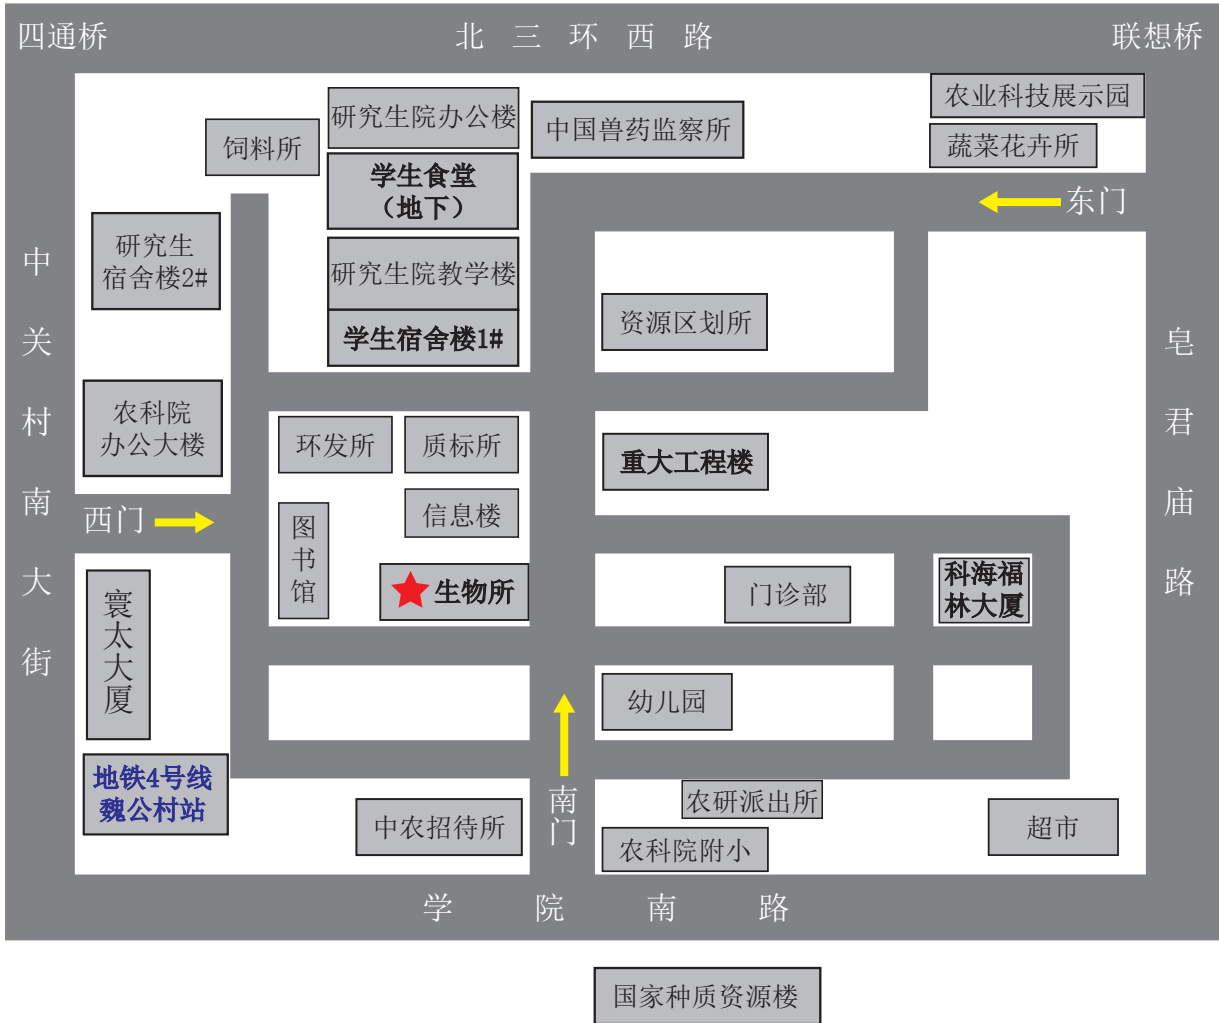 四通桥
北三环西路
联想桥
农业科技展示园
研究生院办公楼
中国兽药监察所
饲料所
蔬菜花卉所
学生食堂
（地下）
东门
研究生
宿舍楼2#
研究生院教学楼
资源区划所
学生宿舍楼1#
中关村南大街
皂君庙路
农科院
办公大楼
环发所
质标所
重大工程楼
信息楼
西门
图书馆
生物所
门诊部
科海福
林大厦
寰太大厦
幼儿园
地铁4号线
魏公村站
南门
农研派出所
中农招待所
农科院附小
超市
学院南路
国家种质资源楼